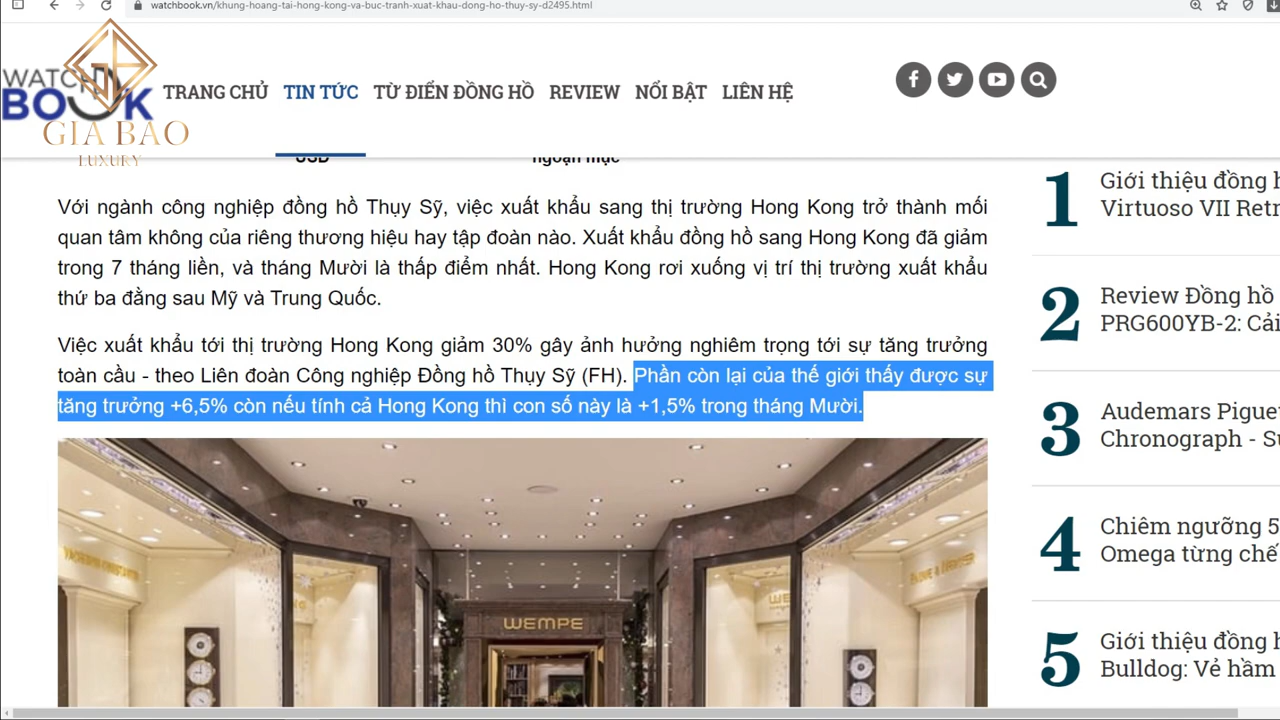 watchbook.vn/khung-hoang-tai-hong-kong-va-buc-tranh-xuat-khau-dong-ho-thuy-sy-d2495.html
WATCH
BOOK
GIA BAO
LUXURY
TRANG CHỦ TIN TỨC TỪ ĐIỂN ĐỒNG HỒ REVIEW NỔI BẬT LIÊN HỆ
USD ngoạn mục
Với ngành công nghiệp đồng hồ Thụy Sỹ, việc xuất khẩu sang thị trường Hong Kong trở thành mối
quan tâm không của riêng thương hiệu hay tập đoàn nào. Xuất khẩu đồng hồ sang Hong Kong đã giảm
trong 7 tháng liền, và tháng Mười là thấp điểm nhất. Hong Kong rơi xuống vị trí thị trường xuất khẩu
thứ ba đằng sau Mỹ và Trung Quốc.
Việc xuất khẩu tới thị trường Hong Kong giảm 30% gây ảnh hưởng nghiêm trọng tới sự tăng trưởng
toàn cầu - theo Liên đoàn Công nghiệp Đồng hồ Thụy Sỹ (FH). Phần còn lại của thế giới thấy được sự
tăng trưởng +6,5% còn nếu tính cả Hong Kong thì con số này là +1,5% trong tháng Mười.
WEMPE
1 Giới thiệu đồng h
Virtuoso VII Retr
2 Review Đồng hồ
PRG600YB-2: Cải
3 Audemars Pigue
Chronograph - Su
4 Chiêm ngưỡng 5
Omega từng chế
5 Giới thiệu đồng h
Bulldog: Vẻ hầm